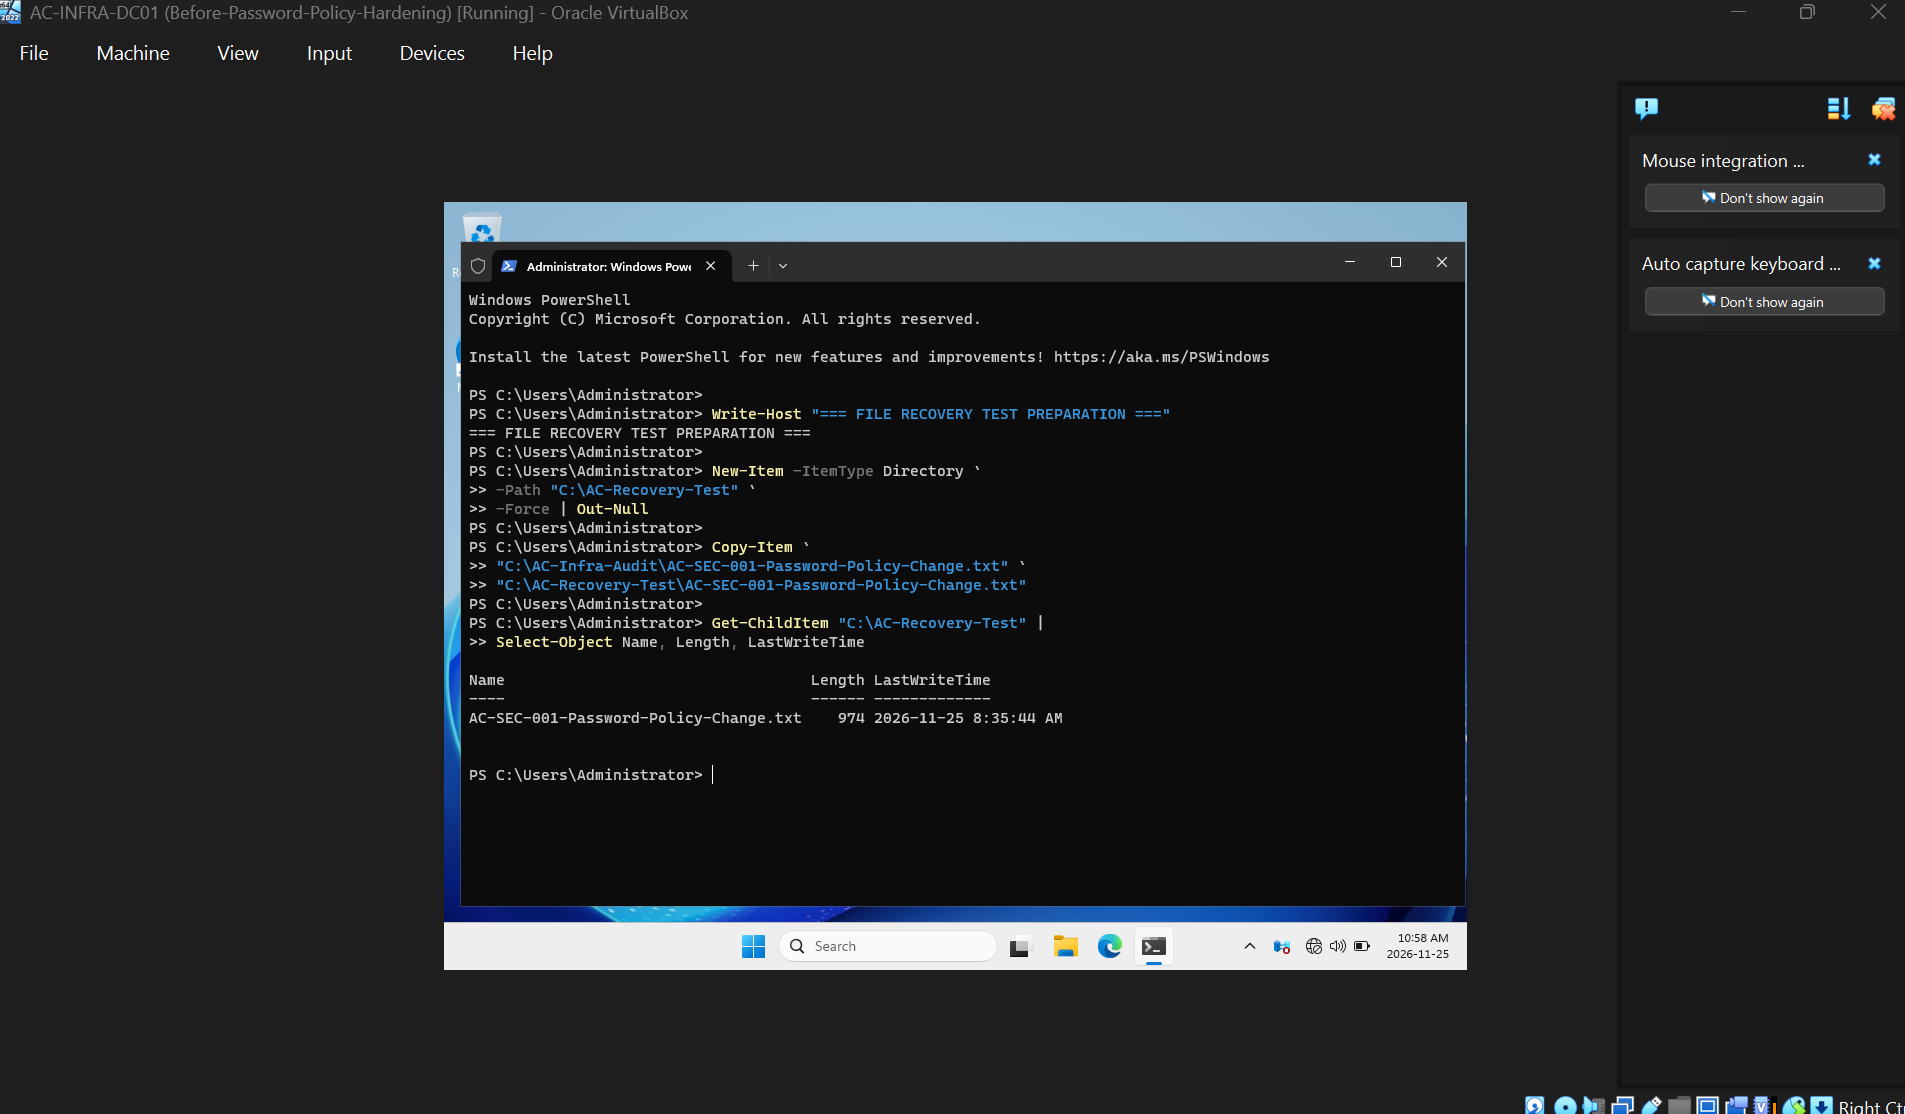 AC-INFRA-DC01 (Before-Password-Policy-Hardening) [Running] - Oracle VirtualBox
File Machine View Input Devices Help
Mouse integration ...
Don't show again
Auto capture keyboard ...
Don't show again
Administrator: Windows Powe
Windows PowerShell
Copyright (C) Microsoft Corporation. All rights reserved.
Install the latest PowerShell for new features and improvements! https://aka.ms/PSWindows
PS C:\Users\Administrator>
PS C:\Users\Administrator> Write-Host "=== FILE RECOVERY TEST PREPARATION ==="
=== FILE RECOVERY TEST PREPARATION ===
PS C:\Users\Administrator>
PS C:\Users\Administrator> New-Item -ItemType Directory `
>> -Path "C:\AC-Recovery-Test" `
>> -Force | Out-Null
PS C:\Users\Administrator>
PS C:\Users\Administrator> Copy-Item `
>> "C:\AC-Infra-Audit\AC-SEC-001-Password-Policy-Change.txt" `
>> "C:\AC-Recovery-Test\AC-SEC-001-Password-Policy-Change.txt"
PS C:\Users\Administrator>
PS C:\Users\Administrator> Get-ChildItem "C:\AC-Recovery-Test" |
>> Select-Object Name, Length, LastWriteTime
Name Length LastWriteTime
---- ------ -------------
AC-SEC-001-Password-Policy-Change.txt 974 2026-11-25 8:35:44 AM
PS C:\Users\Administrator>
Search
10:58 AM
2026-11-25
Right Ct